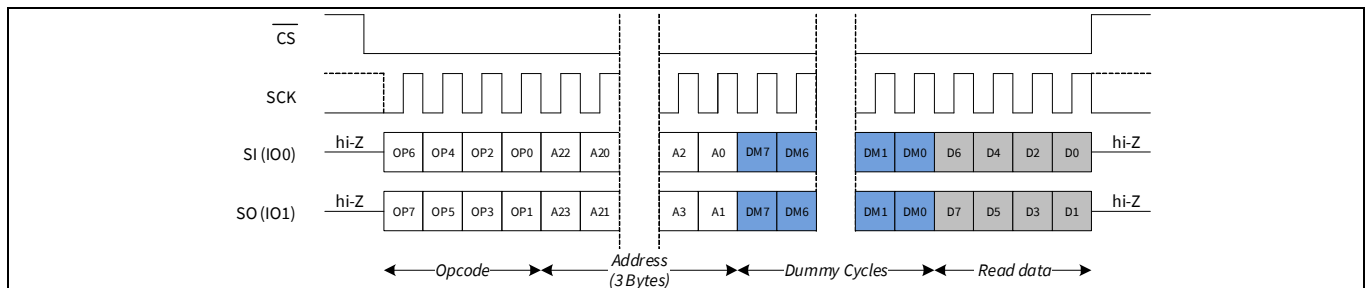 CS
SCK
SI (IO0) hi-Z OP6 OP4 OP2 OP0 A22 A20 A2 A0 DM7 DM6 DM1 DM0 D6 D4 D2 D0 hi-Z
SO (IO1) hi-Z OP7 OP5 OP3 OP1 A23 A21 A3 A1 DM7 DM6 DM1 DM0 D7 D5 D3 D1 hi-Z
Opcode Address Dummy Cycles Read data
(3 Bytes)